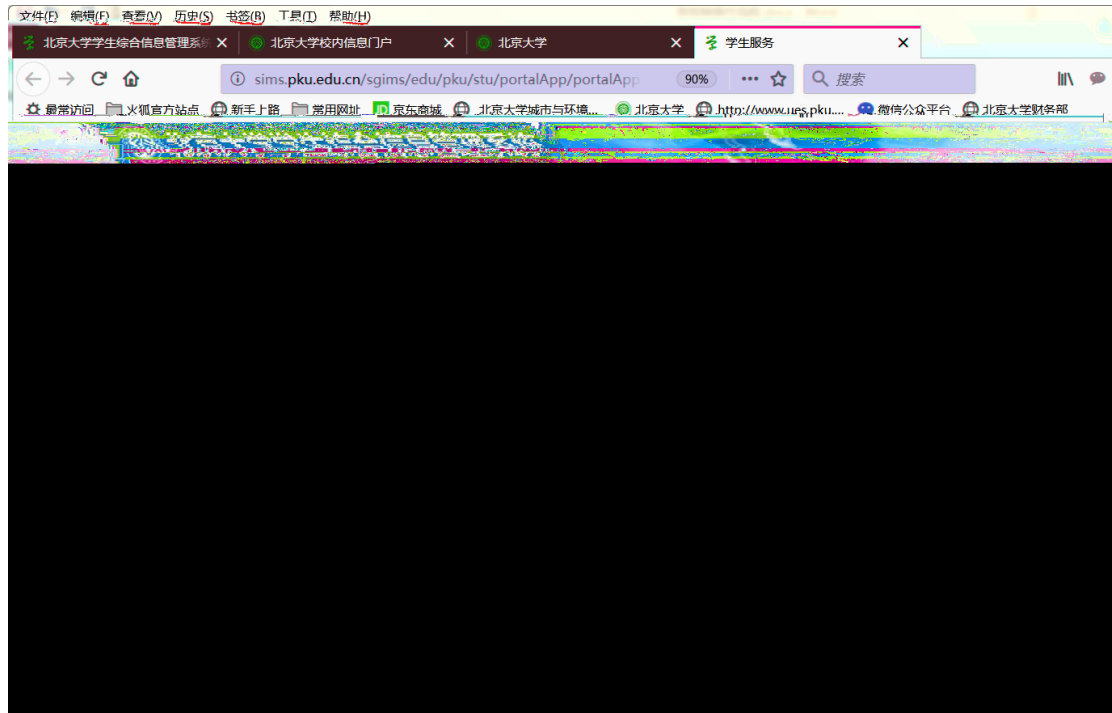 文件(F) 编辑(E) 查看(V) 历史(S) 书签(B) 工具(T) 帮助(H)
北京大学学生综合信息管理系统 北京大学校内信息门户 北京大学 学生服务
sims.pku.edu.cn/sgims/edu/pku/stu/portalApp/portalApp 90% 搜索
最常访问 火狐官方站点 新手上路 常用网址 JD 京东商城 北京大学城市与环境... 北京大学 http://www.ues.pku.... 微信公众平台 北京大学财务部